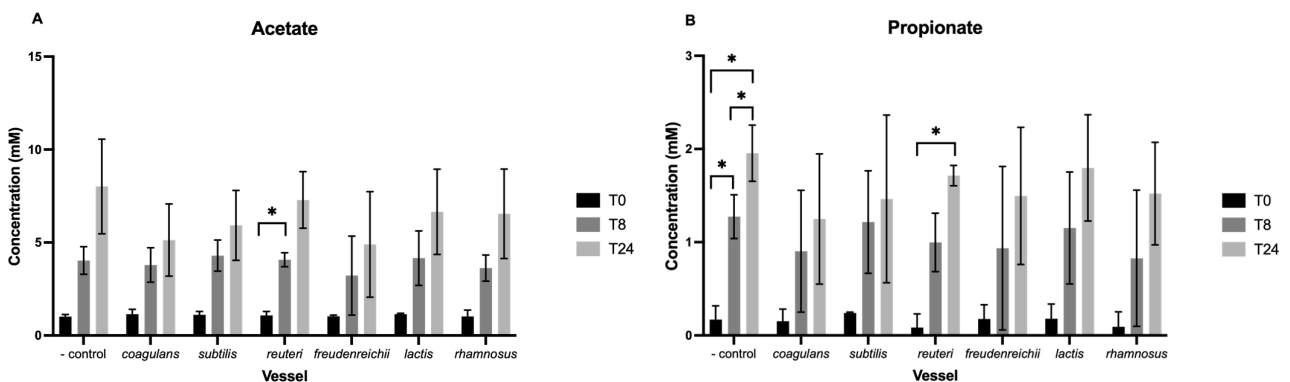 A
Acetate
15
10
5
0
Concentration (mM)
*
- control
coagulans
subtilis
reuteri
freudenreichii
lactis
rhamnosus
Vessel
T0
T8
T24
B
Propionate
3
2
1
0
Concentration (mM)
*
*
*
*
- control
coagulans
subtilis
reuteri
freudenreichii
lactis
rhamnosus
Vessel
T0
T8
T24